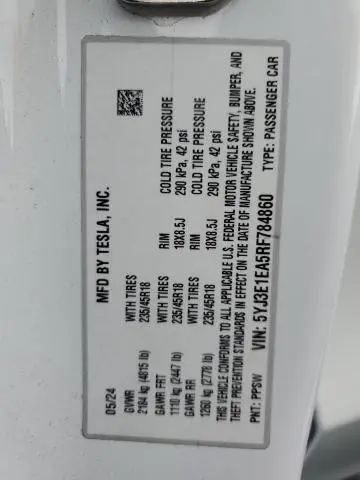 MFD BY TESLA, INC.
05/24
GVWR
2184 kg (4815 lb)
GAWR FRT WITH TIRES RIM COLD TIRE PRESSURE
1110 kg (2447 lb) 235/45R18 18X8.5J 290 kPa, 42 psi
GAWR RR WITH TIRES RIM COLD TIRE PRESSURE
1260 kg (2778 lb) 235/45R18 18X8.5J 290 kPa, 42 psi
THIS VEHICLE CONFORMS TO ALL APPLICABLE U.S. FEDERAL MOTOR VEHICLE SAFETY, BUMPER, AND
THEFT PREVENTION STANDARDS IN EFFECT ON THE DATE OF MANUFACTURE SHOWN ABOVE.
PNT: PPSW VIN: 5YJ3E1EA5RF784860 TYPE: PASSENGER CAR